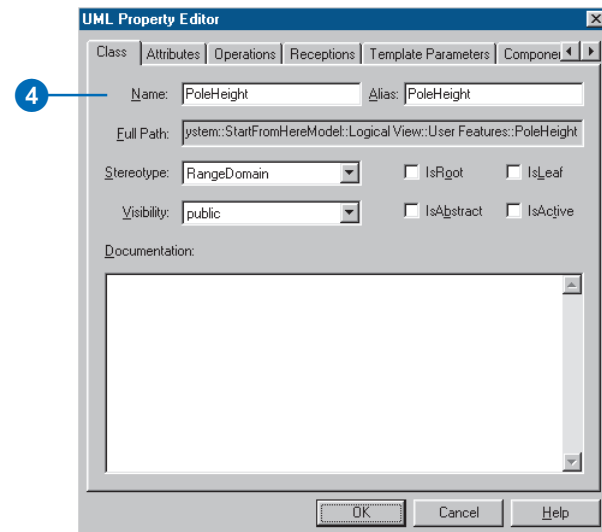 UML Property Editor
Class Attributes Operations Receptions Template Parameters Componer
4
Name: PoleHeight Alias: PoleHeight
Full Path: ystem::StartFromHereModel::Logical View::User Features::PoleHeight
Stereotype: RangeDomain IsRoot IsLeaf
Visibility: public IsAbstract IsActive
Documentation:
OK Cancel Help